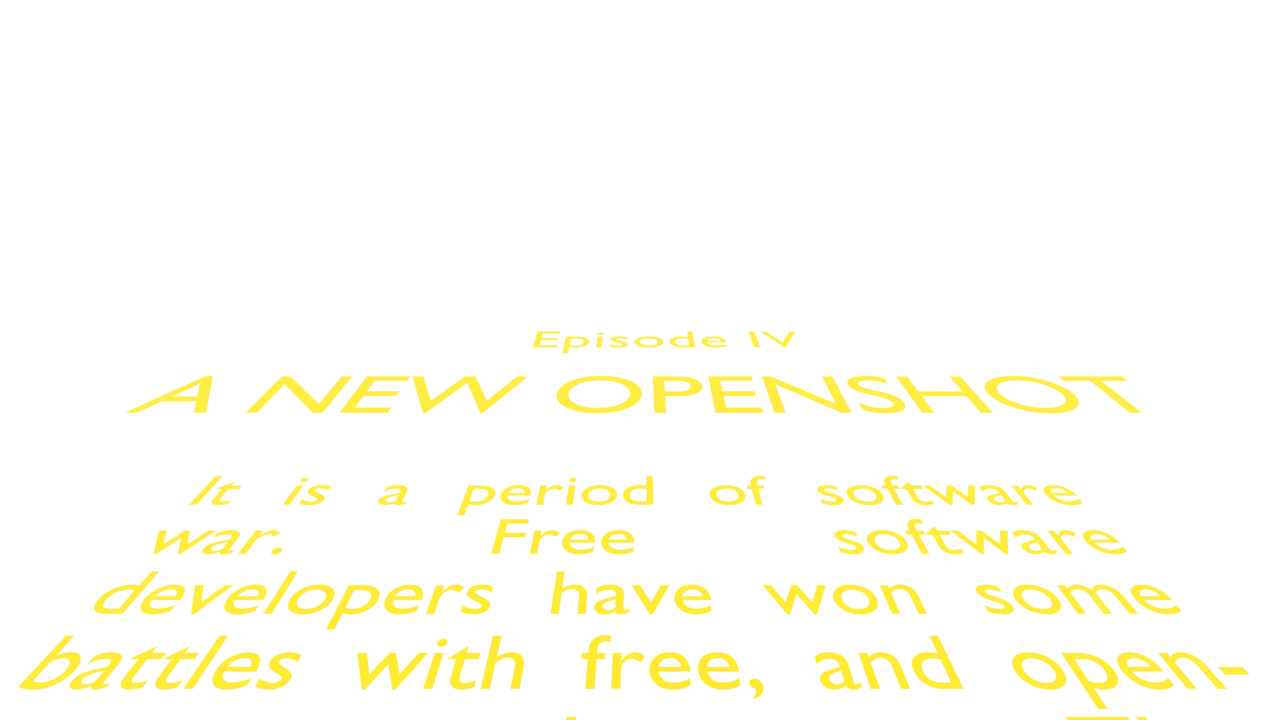 Episode IV
A NEW OPENSHOT
It is a period of software
war. Free software
developers have won some
battles with free, and open-